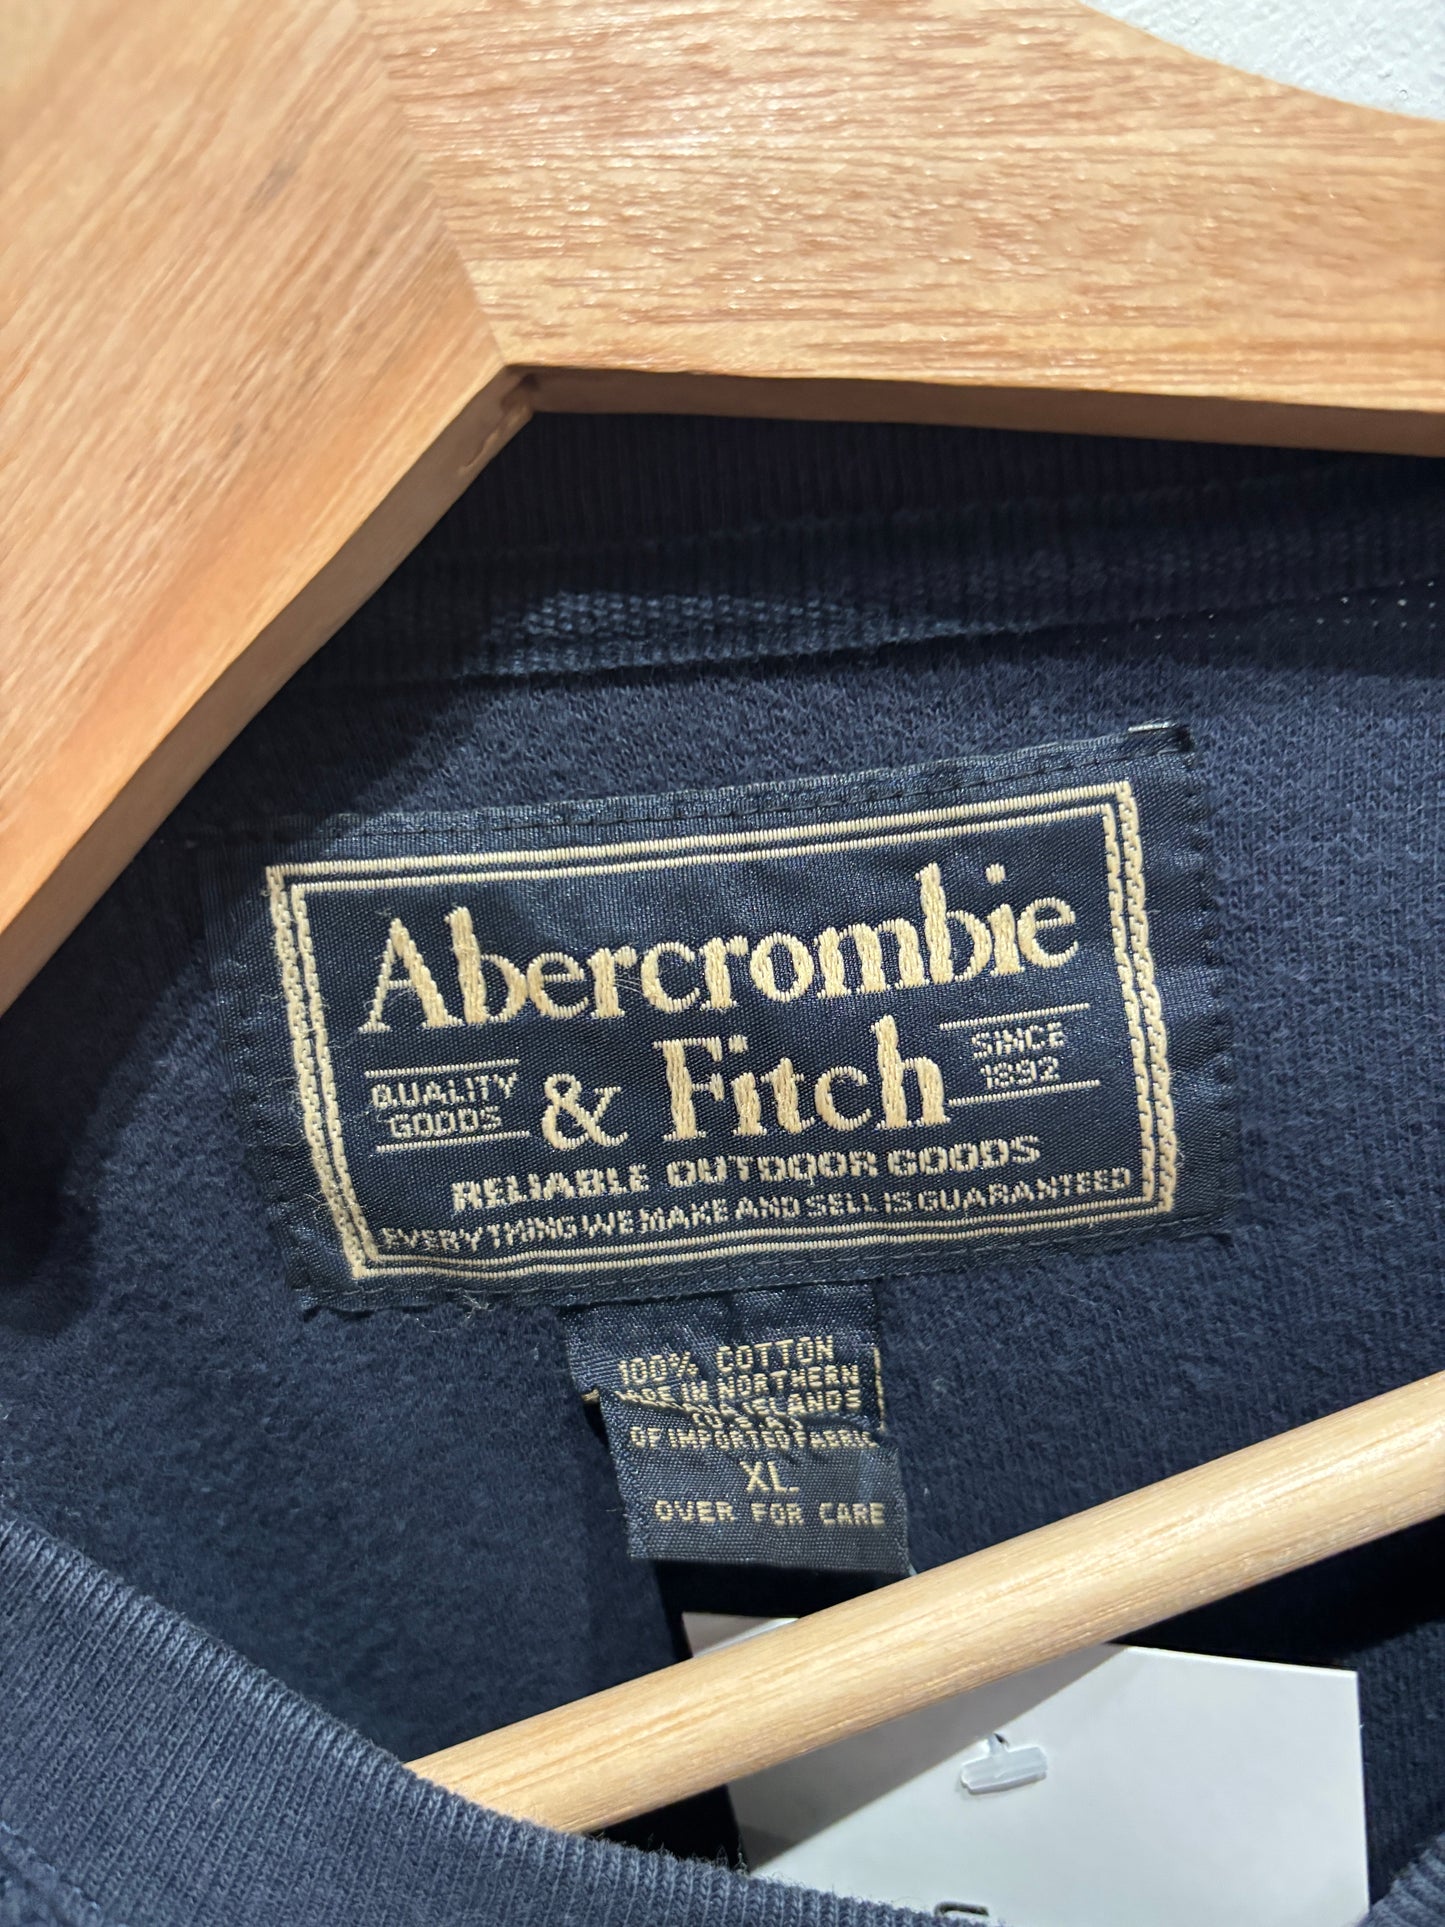 Abercrombie
& Fitch
QUALITY
GOODS
SINCE
1892
RELIABLE OUTDOOR GOODS
EVERYTHING WE MAKE AND SELL IS GUARANTEED
100% COTTON
MADE IN NORTHERN
ISLANDS
OF IMPORTED FABRIC
XL
OVER FOR CARE